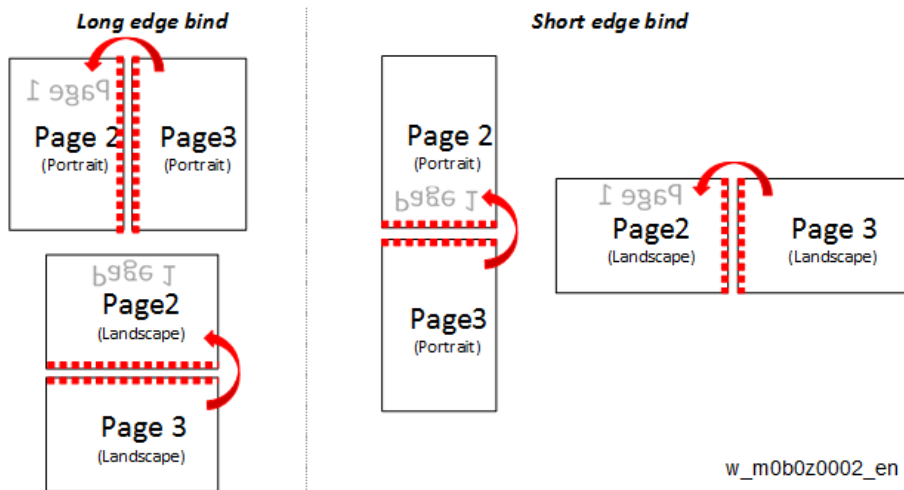 Long edge bind
Page 1
Page 2
(Portrait)
Page3
(Portrait)
Page 1
Page2
(Landscape)
Page 3
(Landscape)
Short edge bind
Page 2
(Portrait)
Page 1
Page3
(Portrait)
Page 1
Page2
(Landscape)
Page 3
(Landscape)
w_m0b0z0002_en